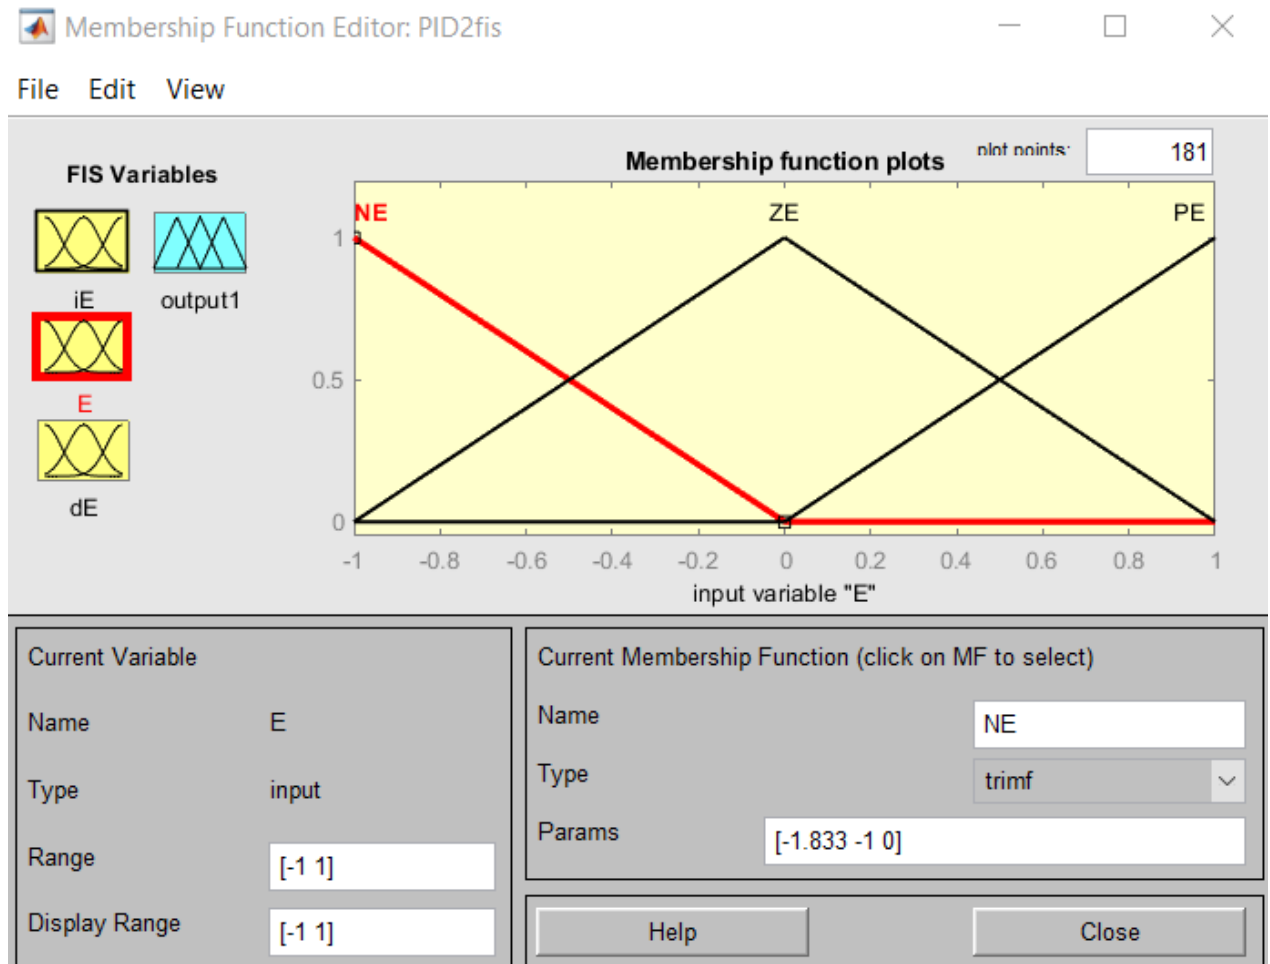 Membership Function Editor: PID2fis
File Edit View
FIS Variables
iE
output1
E
dE
Membership function plots
plot points:
181
NE
ZE
PE
1
0.5
0
-1 -0.8 -0.6 -0.4 -0.2 0 0.2 0.4 0.6 0.8 1
input variable "E"
Current Variable
Name E
Type input
Range [-1 1]
Display Range [-1 1]
Current Membership Function (click on MF to select)
Name NE
Type trimf
Params [-1.833 -1 0]
Help
Close